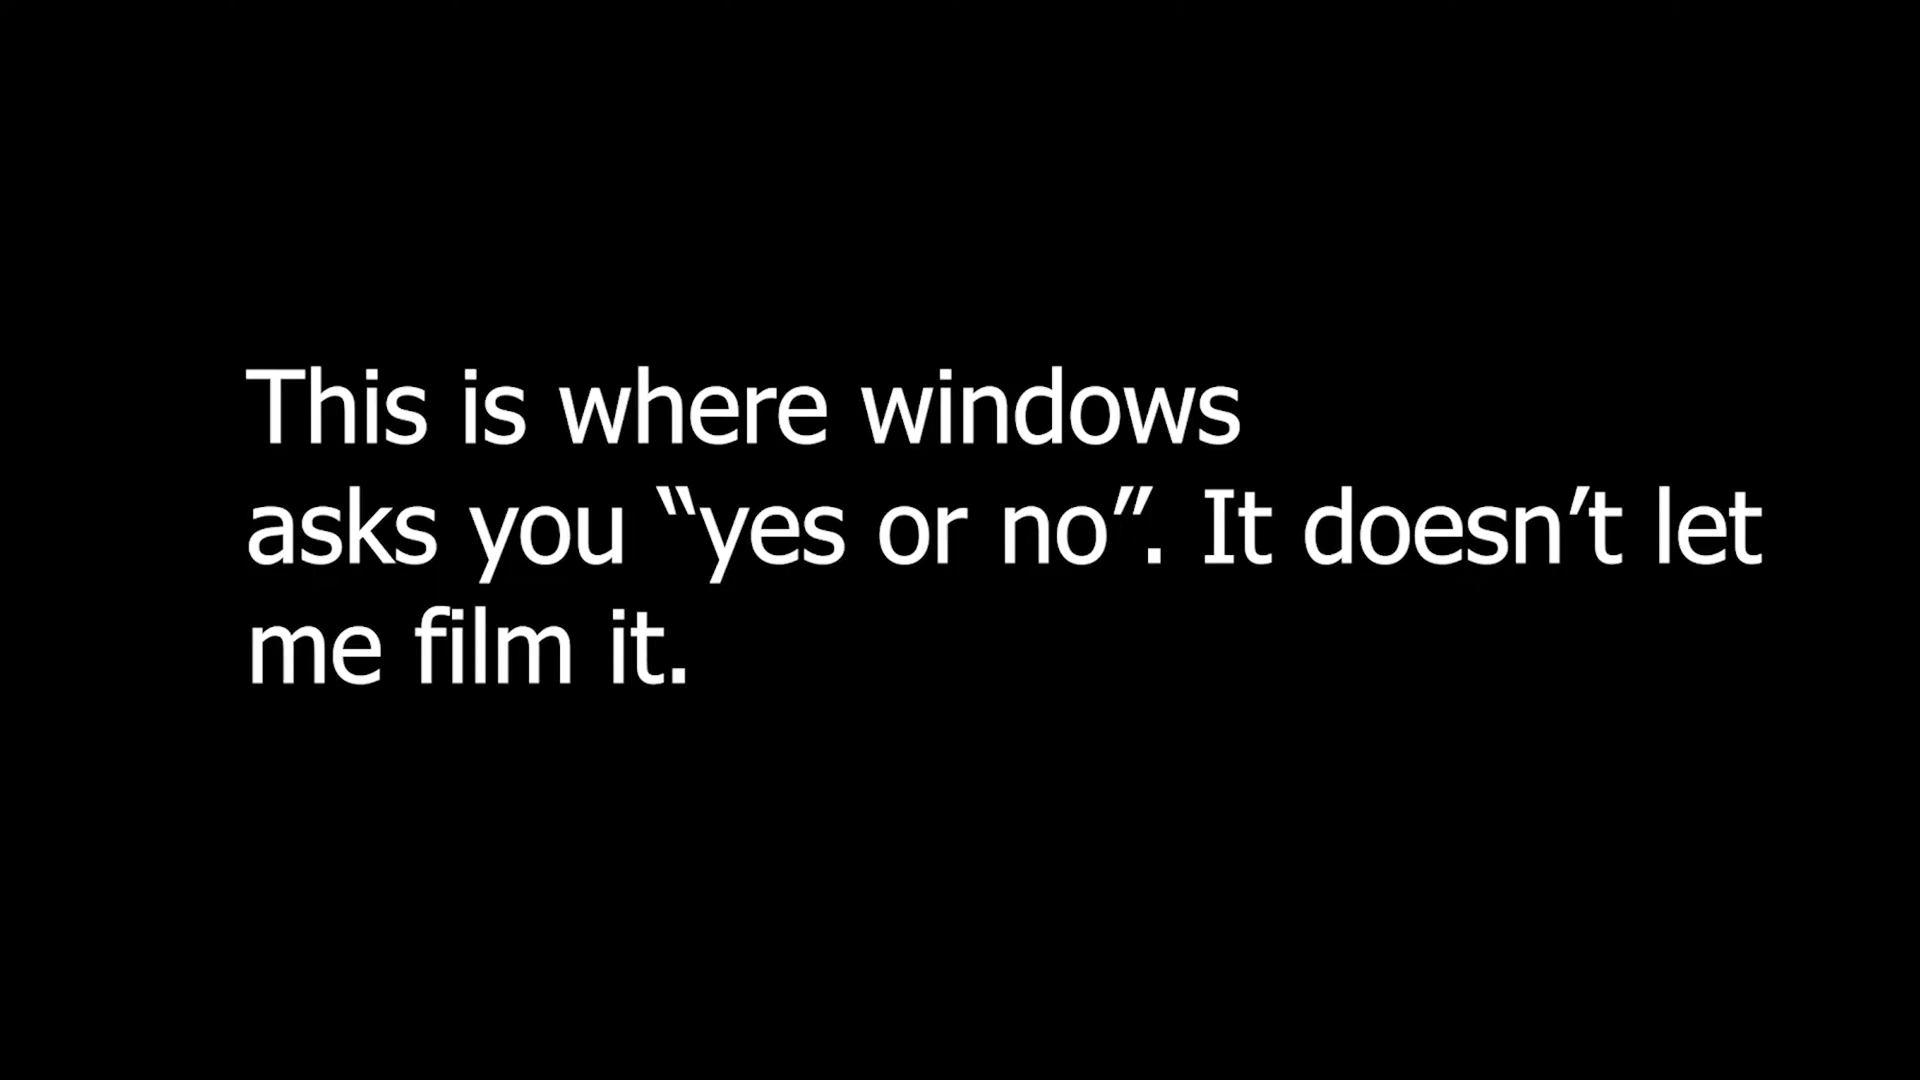 This is where windows
asks you “yes or no”. It doesn’t let
me film it.